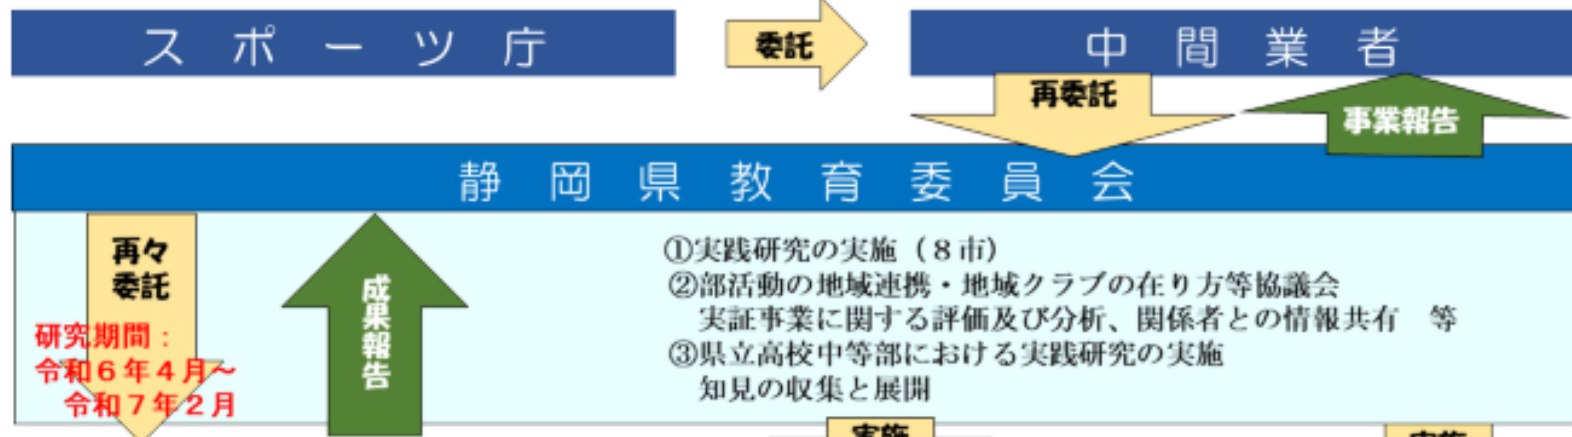 スポーツ庁
委託
中間業者
再委託
事業報告
静岡県教育委員会
再々
委託
研究期間：
令和６年４月～
令和７年２月
成果報告
①実践研究の実施（８市）
②部活動の地域連携・地域クラブの在り方等協議会
実証事業に関する評価及び分析、関係者との情報共有　等
③県立高校中等部における実践研究の実施
知見の収集と展開
実施
実施